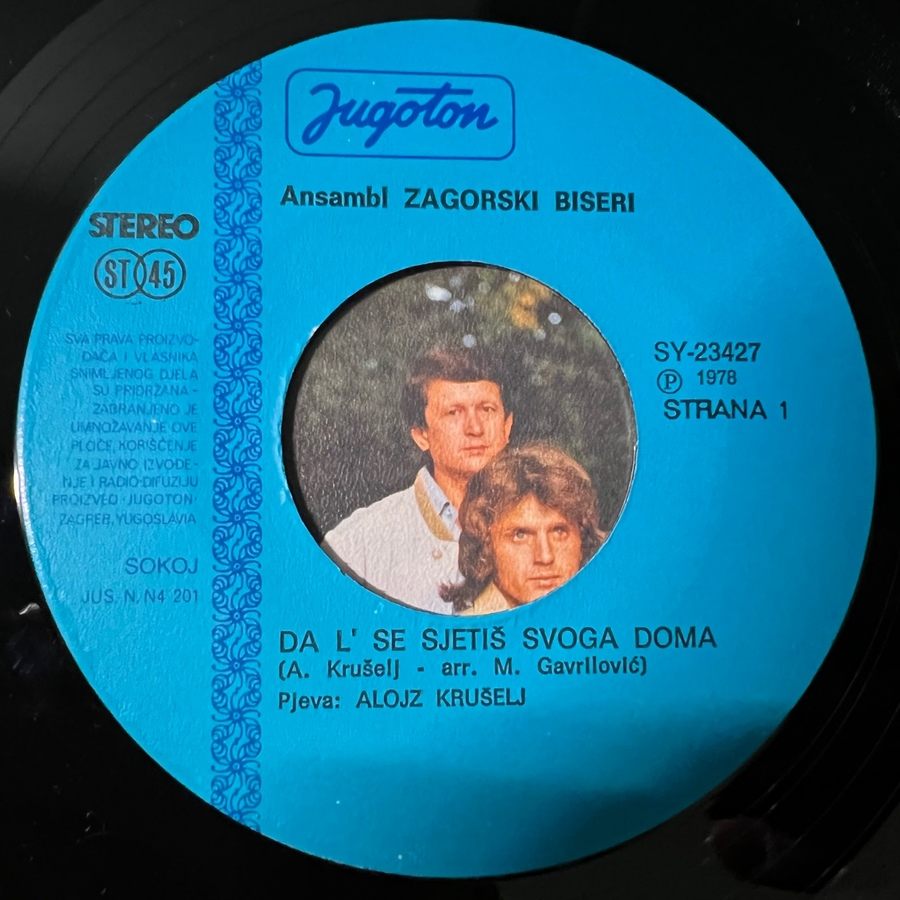 Jugoton
Ansambl ZAGORSKI BISERI
STEREO
ST 45
SVA PRAVA PROIZVO-
ĐAČA I VLASNIKA
SNIMLJENOG DJELA
SU PRIDRŽANA -
ZABRANJENO JE
UMNOŽAVANJE OVE
PLOČE, KORIŠĆENJE
ZA JAVNO IZVOĐE-
NJE I RADIO-DIFUZIJU
PROIZVEO ·JUGOTON·
ZAGREB, YUGOSLAVIA
SOKOJ
JUS. N. N4 201
SY-23427
Ⓟ 1978
STRANA 1
DA L' SE SJETIŠ SVOGA DOMA
(A. Krušelj - arr. M. Gavrilović)
Pjeva: ALOJZ KRUŠELJ